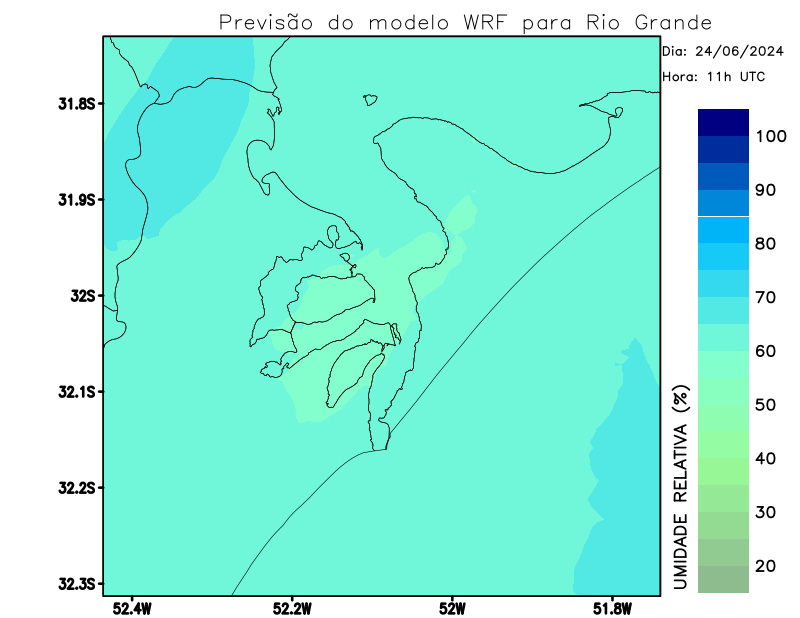 Previsão do modelo WRF para Rio Grande
Dia: 24/06/2024
Hora: 11h UTC
31.8S
31.9S
32S
32.1S
32.2S
32.3S
52.4W
52.2W
52W
51.8W
100
90
80
70
60
50
40
30
20
UMIDADE RELATIVA (%)